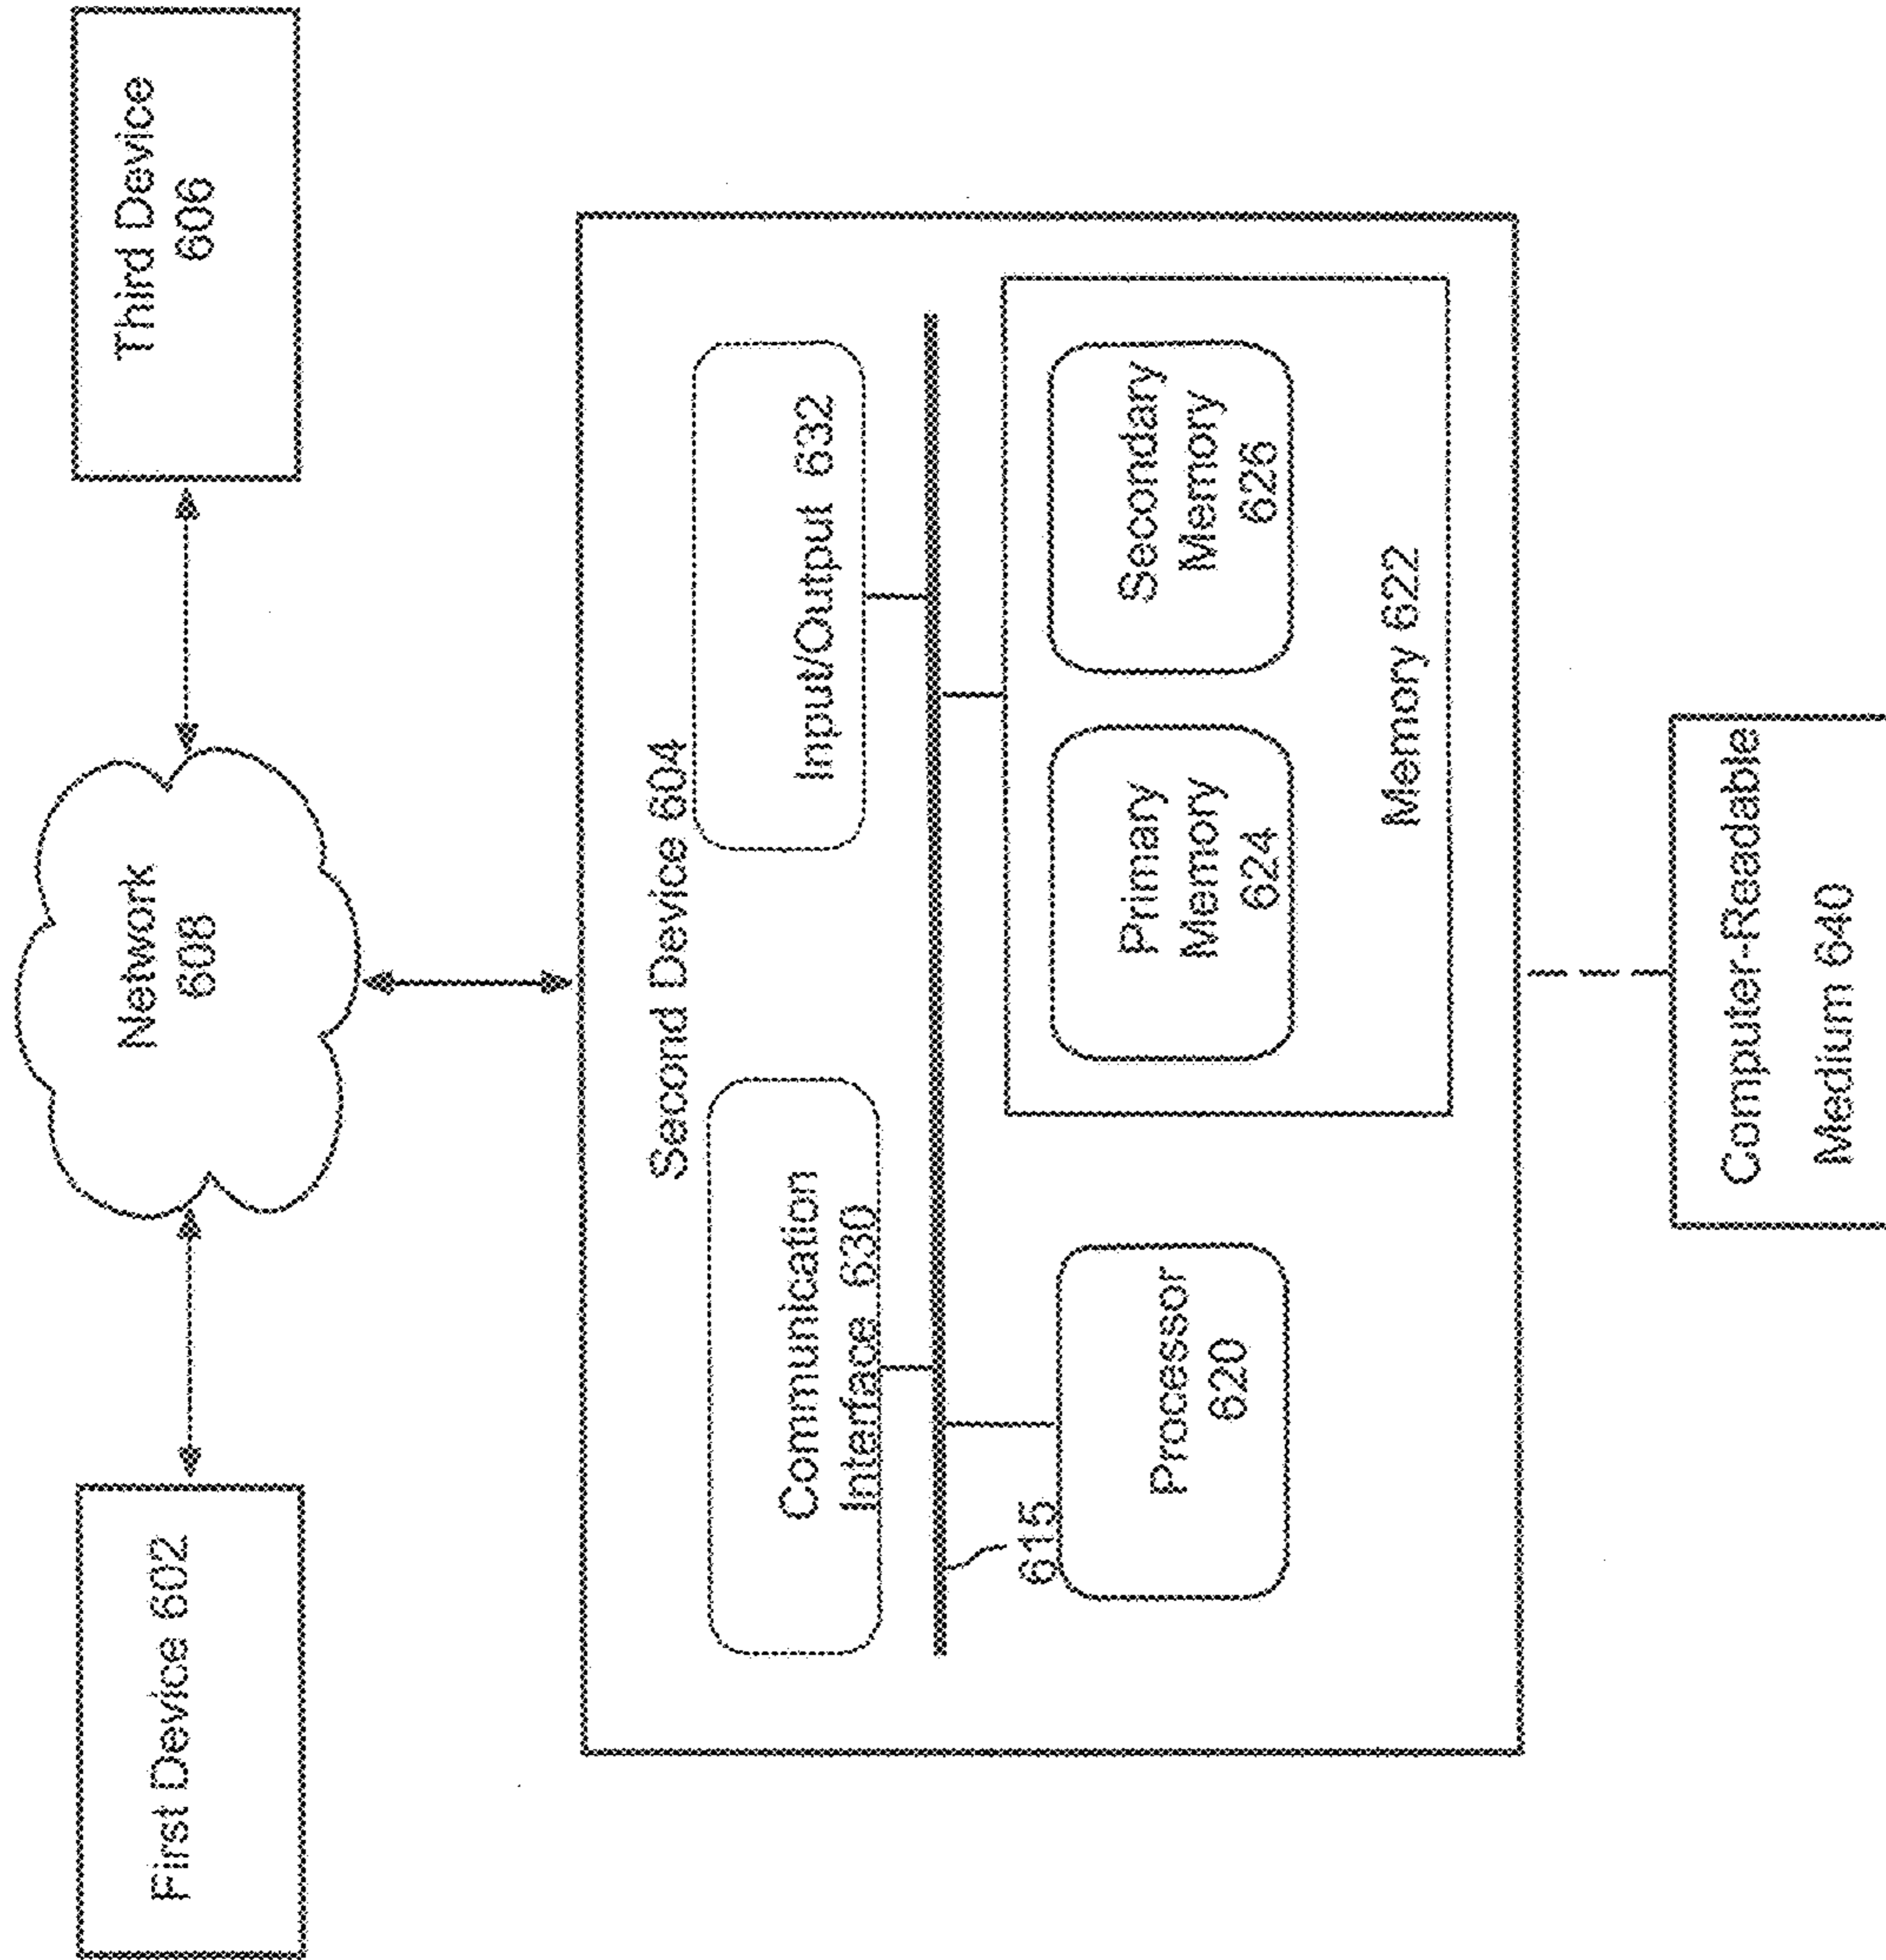 First Device 602
Network
608
Third Device
606
Second Device 604
Communication
Interface 630
Input/Output 632
615
Processor
620
Primary
Memory
624
Secondary
Memory
626
Memory 622
Computer-Readable
Medium 640